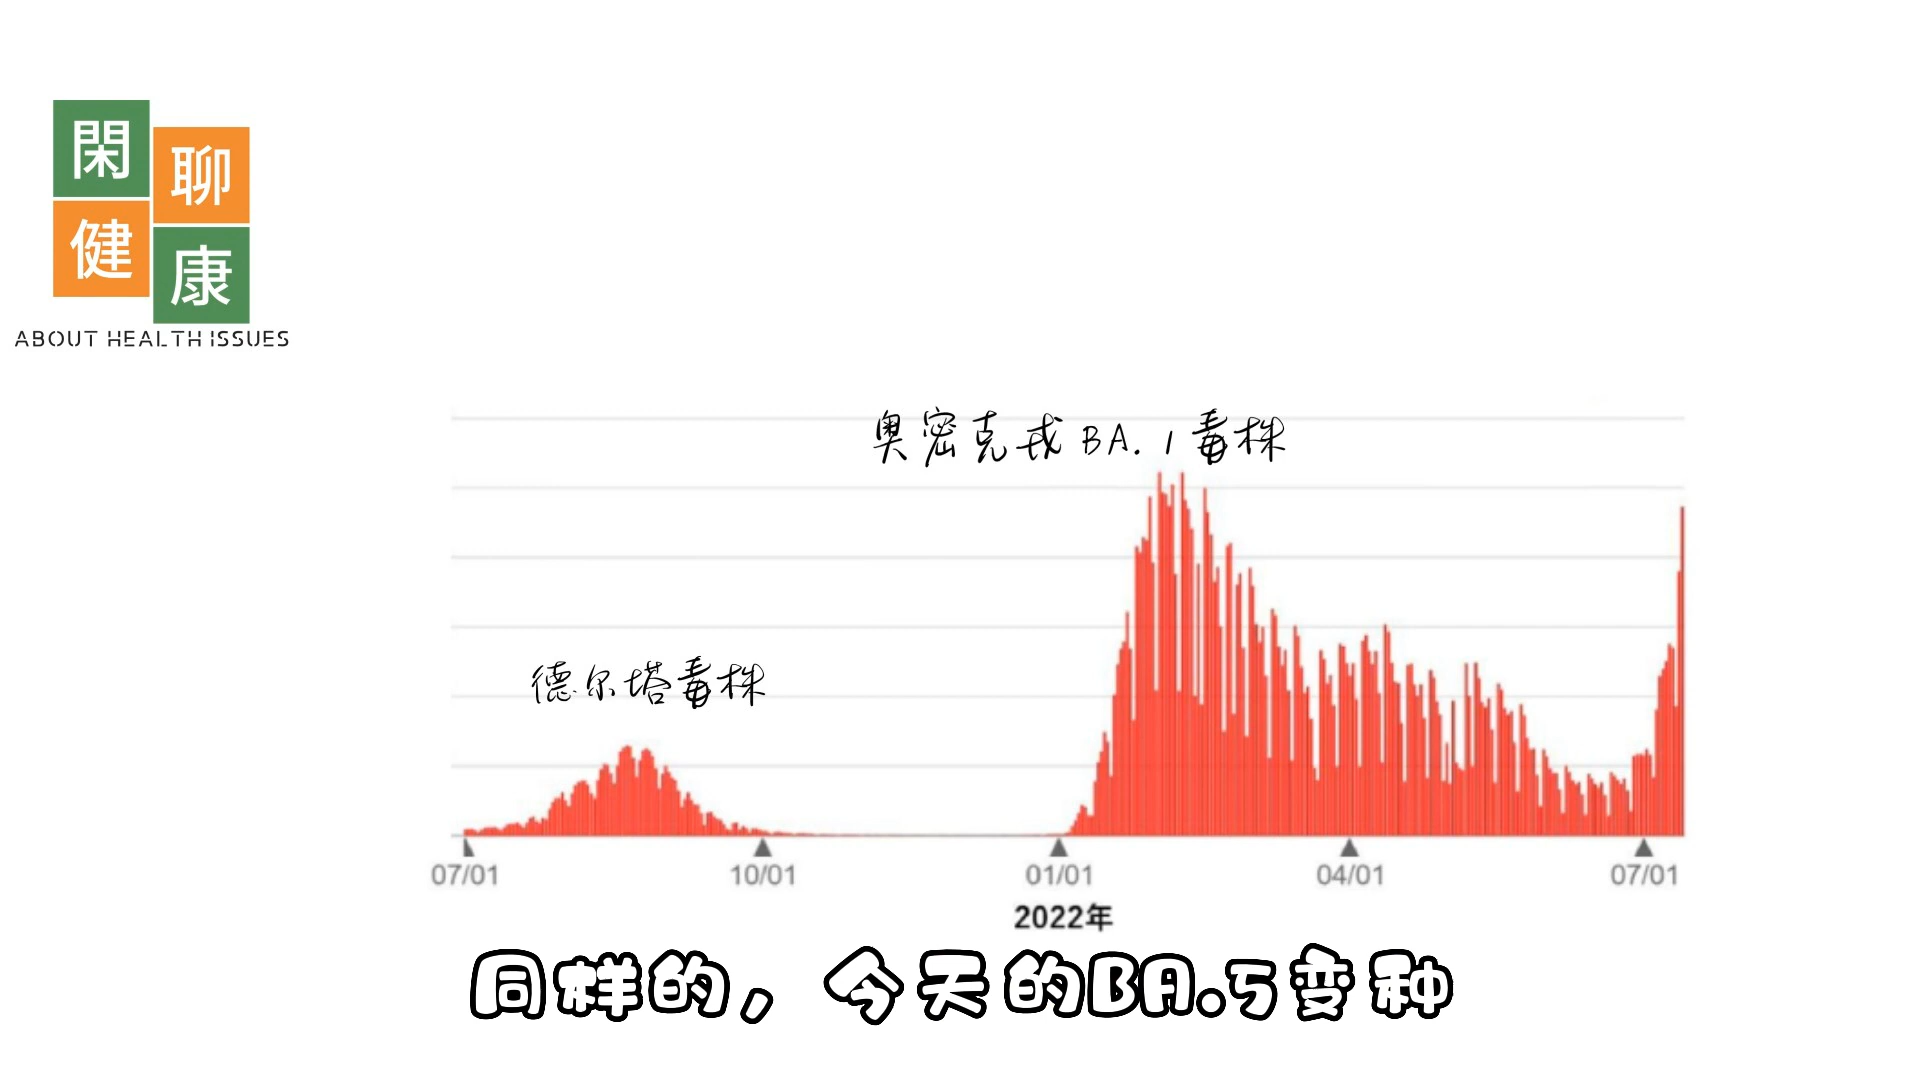 閑聊
健康
ABOUT HEALTH ISSUES
奥密克戎BA.1毒株
德尔塔毒株
07/01 10/01 01/01 04/01 07/01
2022年
同样的，今天的BA.5变种